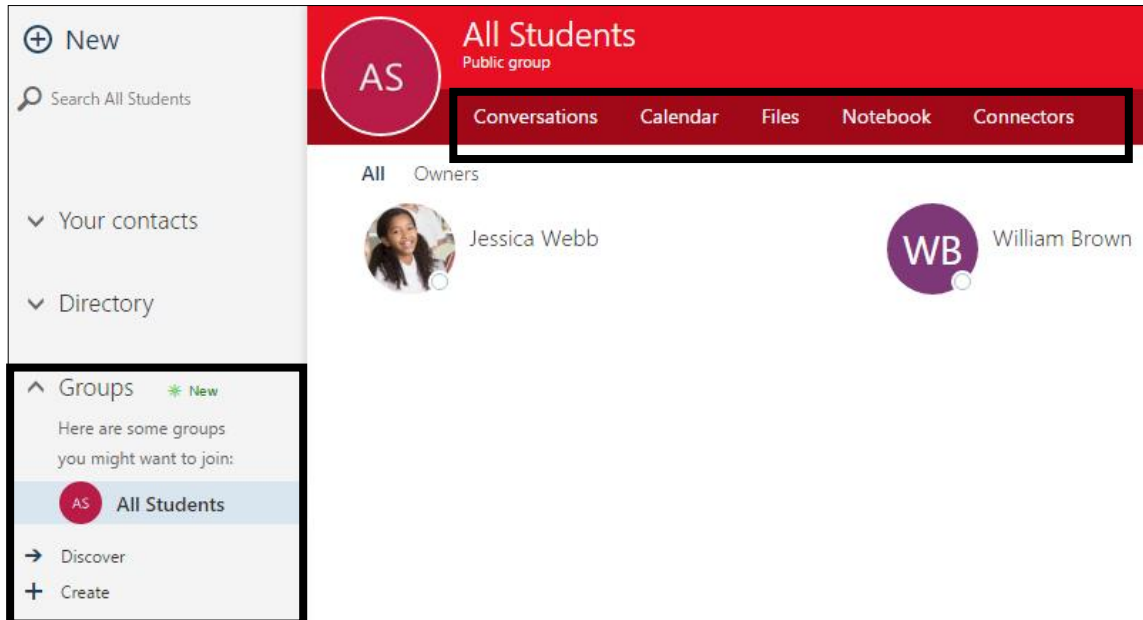 New
Search All Students
Your contacts
Directory
Groups New
Here are some groups
you might want to join:
AS All Students
Discover
Create
AS
All Students
Public group
Conversations Calendar Files Notebook Connectors
All Owners
Jessica Webb
WB William Brown